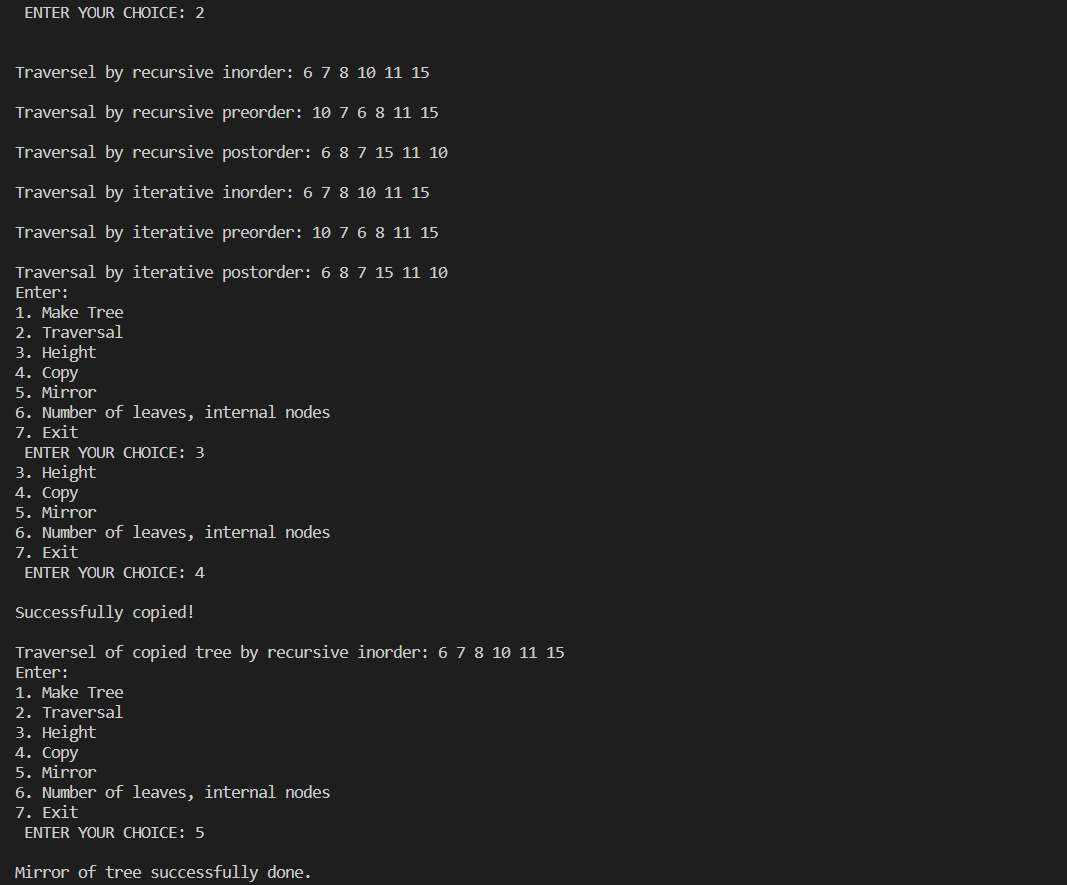 ENTER YOUR CHOICE: 2
Traversel by recursive inorder: 6 7 8 10 11 15
Traversal by recursive preorder: 10 7 6 8 11 15
Traversal by recursive postorder: 6 8 7 15 11 10
Traversal by iterative inorder: 6 7 8 10 11 15
Traversal by iterative preorder: 10 7 6 8 11 15
Traversal by iterative postorder: 6 8 7 15 11 10
Enter:
1. Make Tree
2. Traversal
3. Height
4. Copy
5. Mirror
6. Number of leaves, internal nodes
7. Exit
ENTER YOUR CHOICE: 3
3. Height
4. Copy
5. Mirror
6. Number of leaves, internal nodes
7. Exit
ENTER YOUR CHOICE: 4
Successfully copied!
Traversel of copied tree by recursive inorder: 6 7 8 10 11 15
Enter:
1. Make Tree
2. Traversal
3. Height
4. Copy
5. Mirror
6. Number of leaves, internal nodes
7. Exit
ENTER YOUR CHOICE: 5
Mirror of tree successfully done.